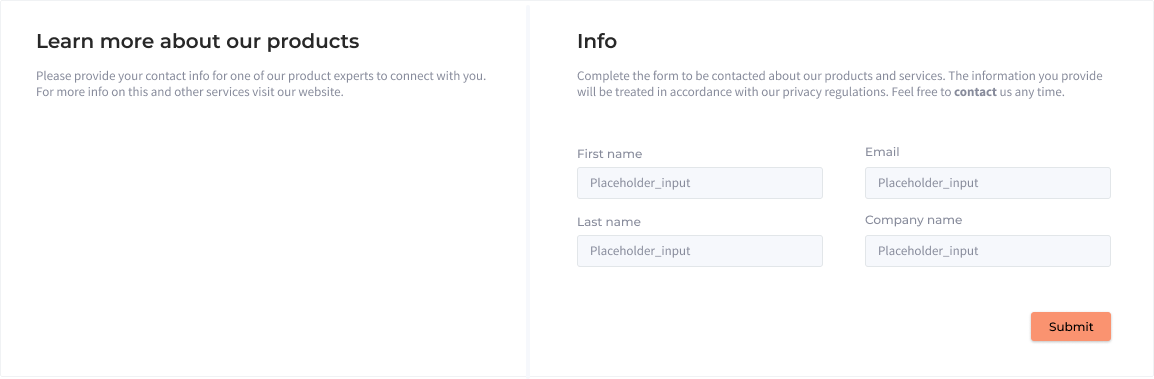 Learn more about our products
Please provide your contact info for one of our product experts to connect with you.
For more info on this and other services visit our website.
Info
Complete the form to be contacted about our products and services. The information you provide
will be treated in accordance with our privacy regulations. Feel free to contact us any time.
First name
Placeholder_input
Email
Placeholder_input
Last name
Placeholder_input
Company name
Placeholder_input
Submit